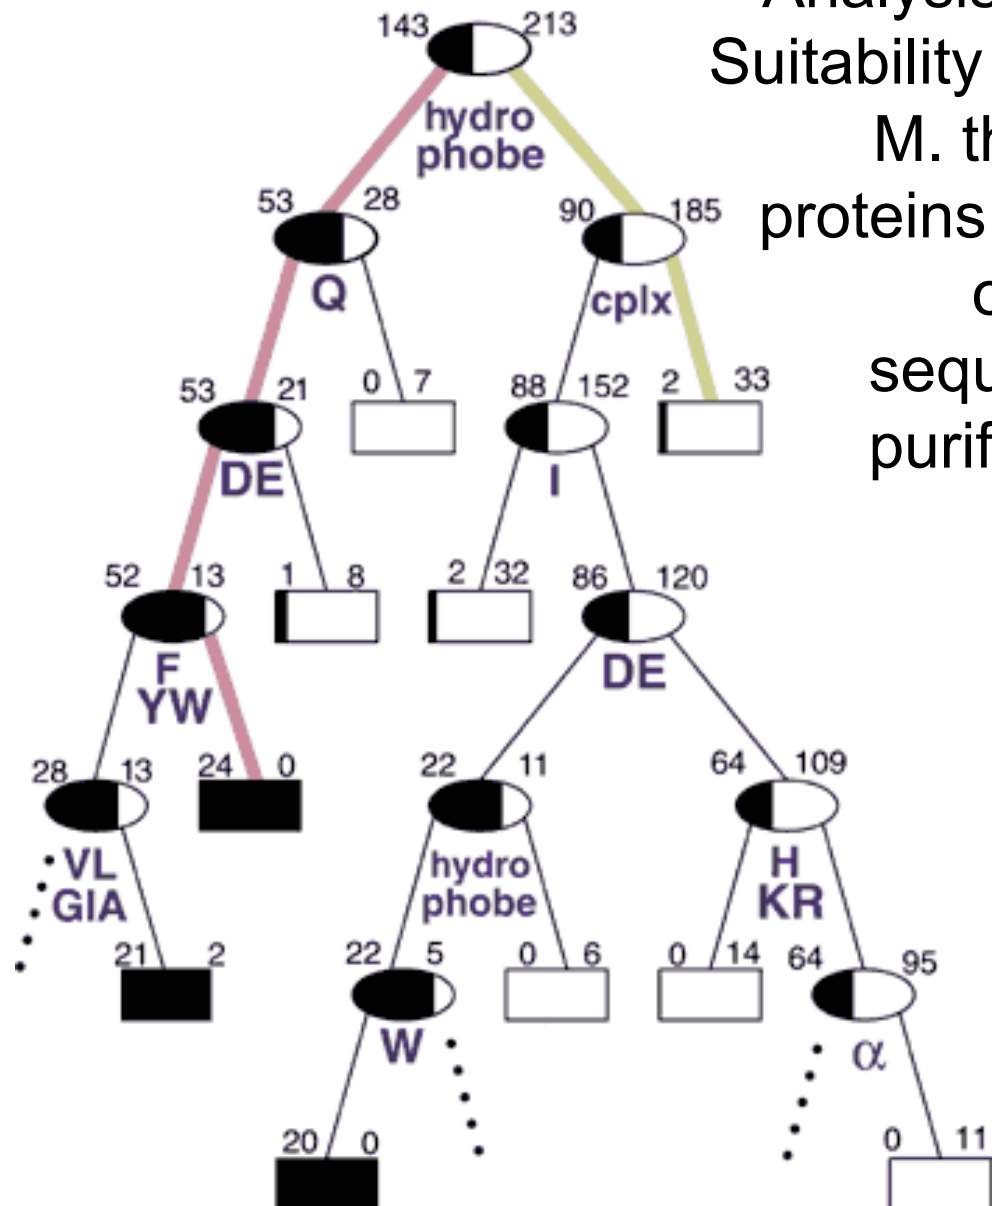 Analysis
Suitability
M. th
proteins
o
sequ
purif
143 213
hydro
phobe
53 28
90 185
Q
cplx
53 21
0 7
88 152
2 33
DE
I
52 13
1 8
2 32
86 120
F
YW
DE
28 13
24 0
22 11
64 109
VL
GIA
hydro
phobe
H
KR
21 2
22 5
0 6
0 14
64 95
W
α
20 0
0 11